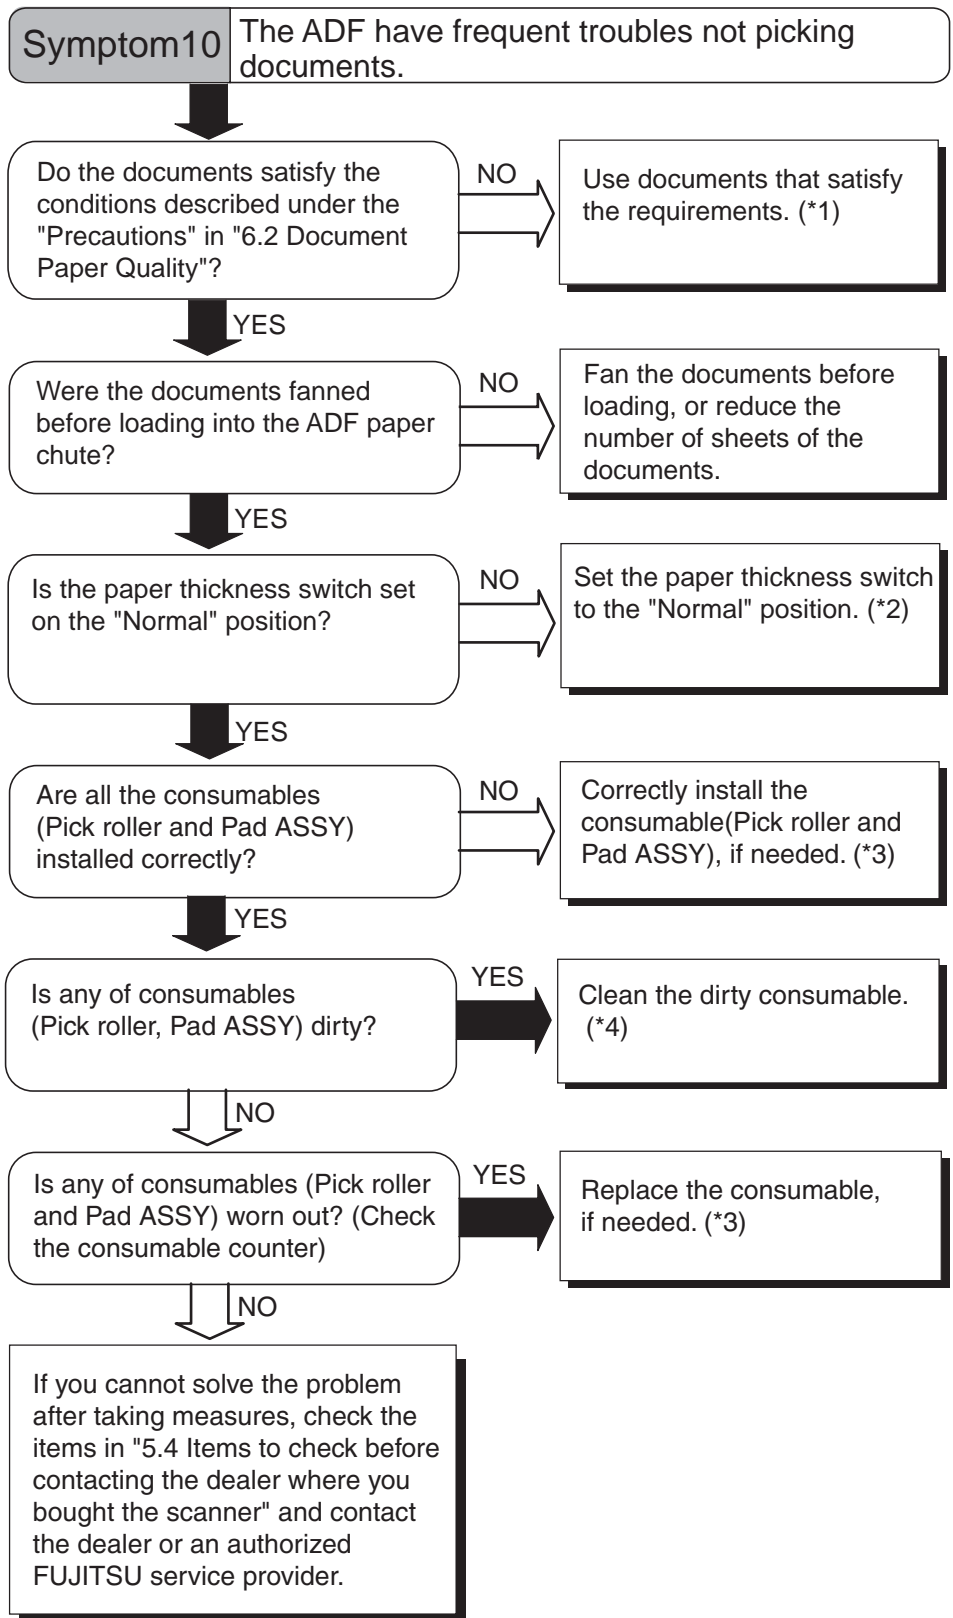 Symptom10
The ADF have frequent troubles not picking
documents.
Do the documents satisfy the
conditions described under the
"Precautions" in "6.2 Document
Paper Quality"?
NO
Use documents that satisfy
the requirements. (*1)
YES
Were the documents fanned
before loading into the ADF paper
chute?
NO
Fan the documents before
loading, or reduce the
number of sheets of the
documents.
YES
Is the paper thickness switch set
on the "Normal" position?
NO
Set the paper thickness switch
to the "Normal" position. (*2)
YES
Are all the consumables
(Pick roller and Pad ASSY)
installed correctly?
NO
Correctly install the
consumable(Pick roller and
Pad ASSY), if needed. (*3)
YES
Is any of consumables
(Pick roller, Pad ASSY) dirty?
YES
Clean the dirty consumable.
(*4)
NO
Is any of consumables (Pick roller
and Pad ASSY) worn out? (Check
the consumable counter)
YES
Replace the consumable,
if needed. (*3)
NO
If you cannot solve the problem
after taking measures, check the
items in "5.4 Items to check before
contacting the dealer where you
bought the scanner" and contact
the dealer or an authorized
FUJITSU service provider.